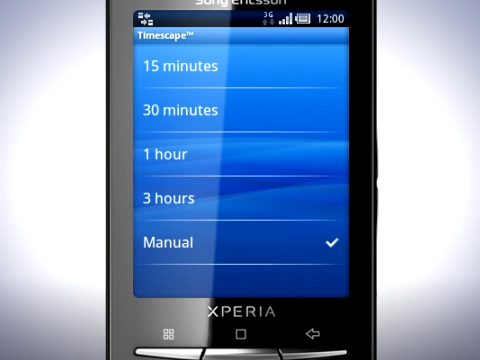 Sony Ericsson
3G 12:00
Timescape™
15 minutes
30 minutes
1 hour
3 hours
Manual
XPERIA